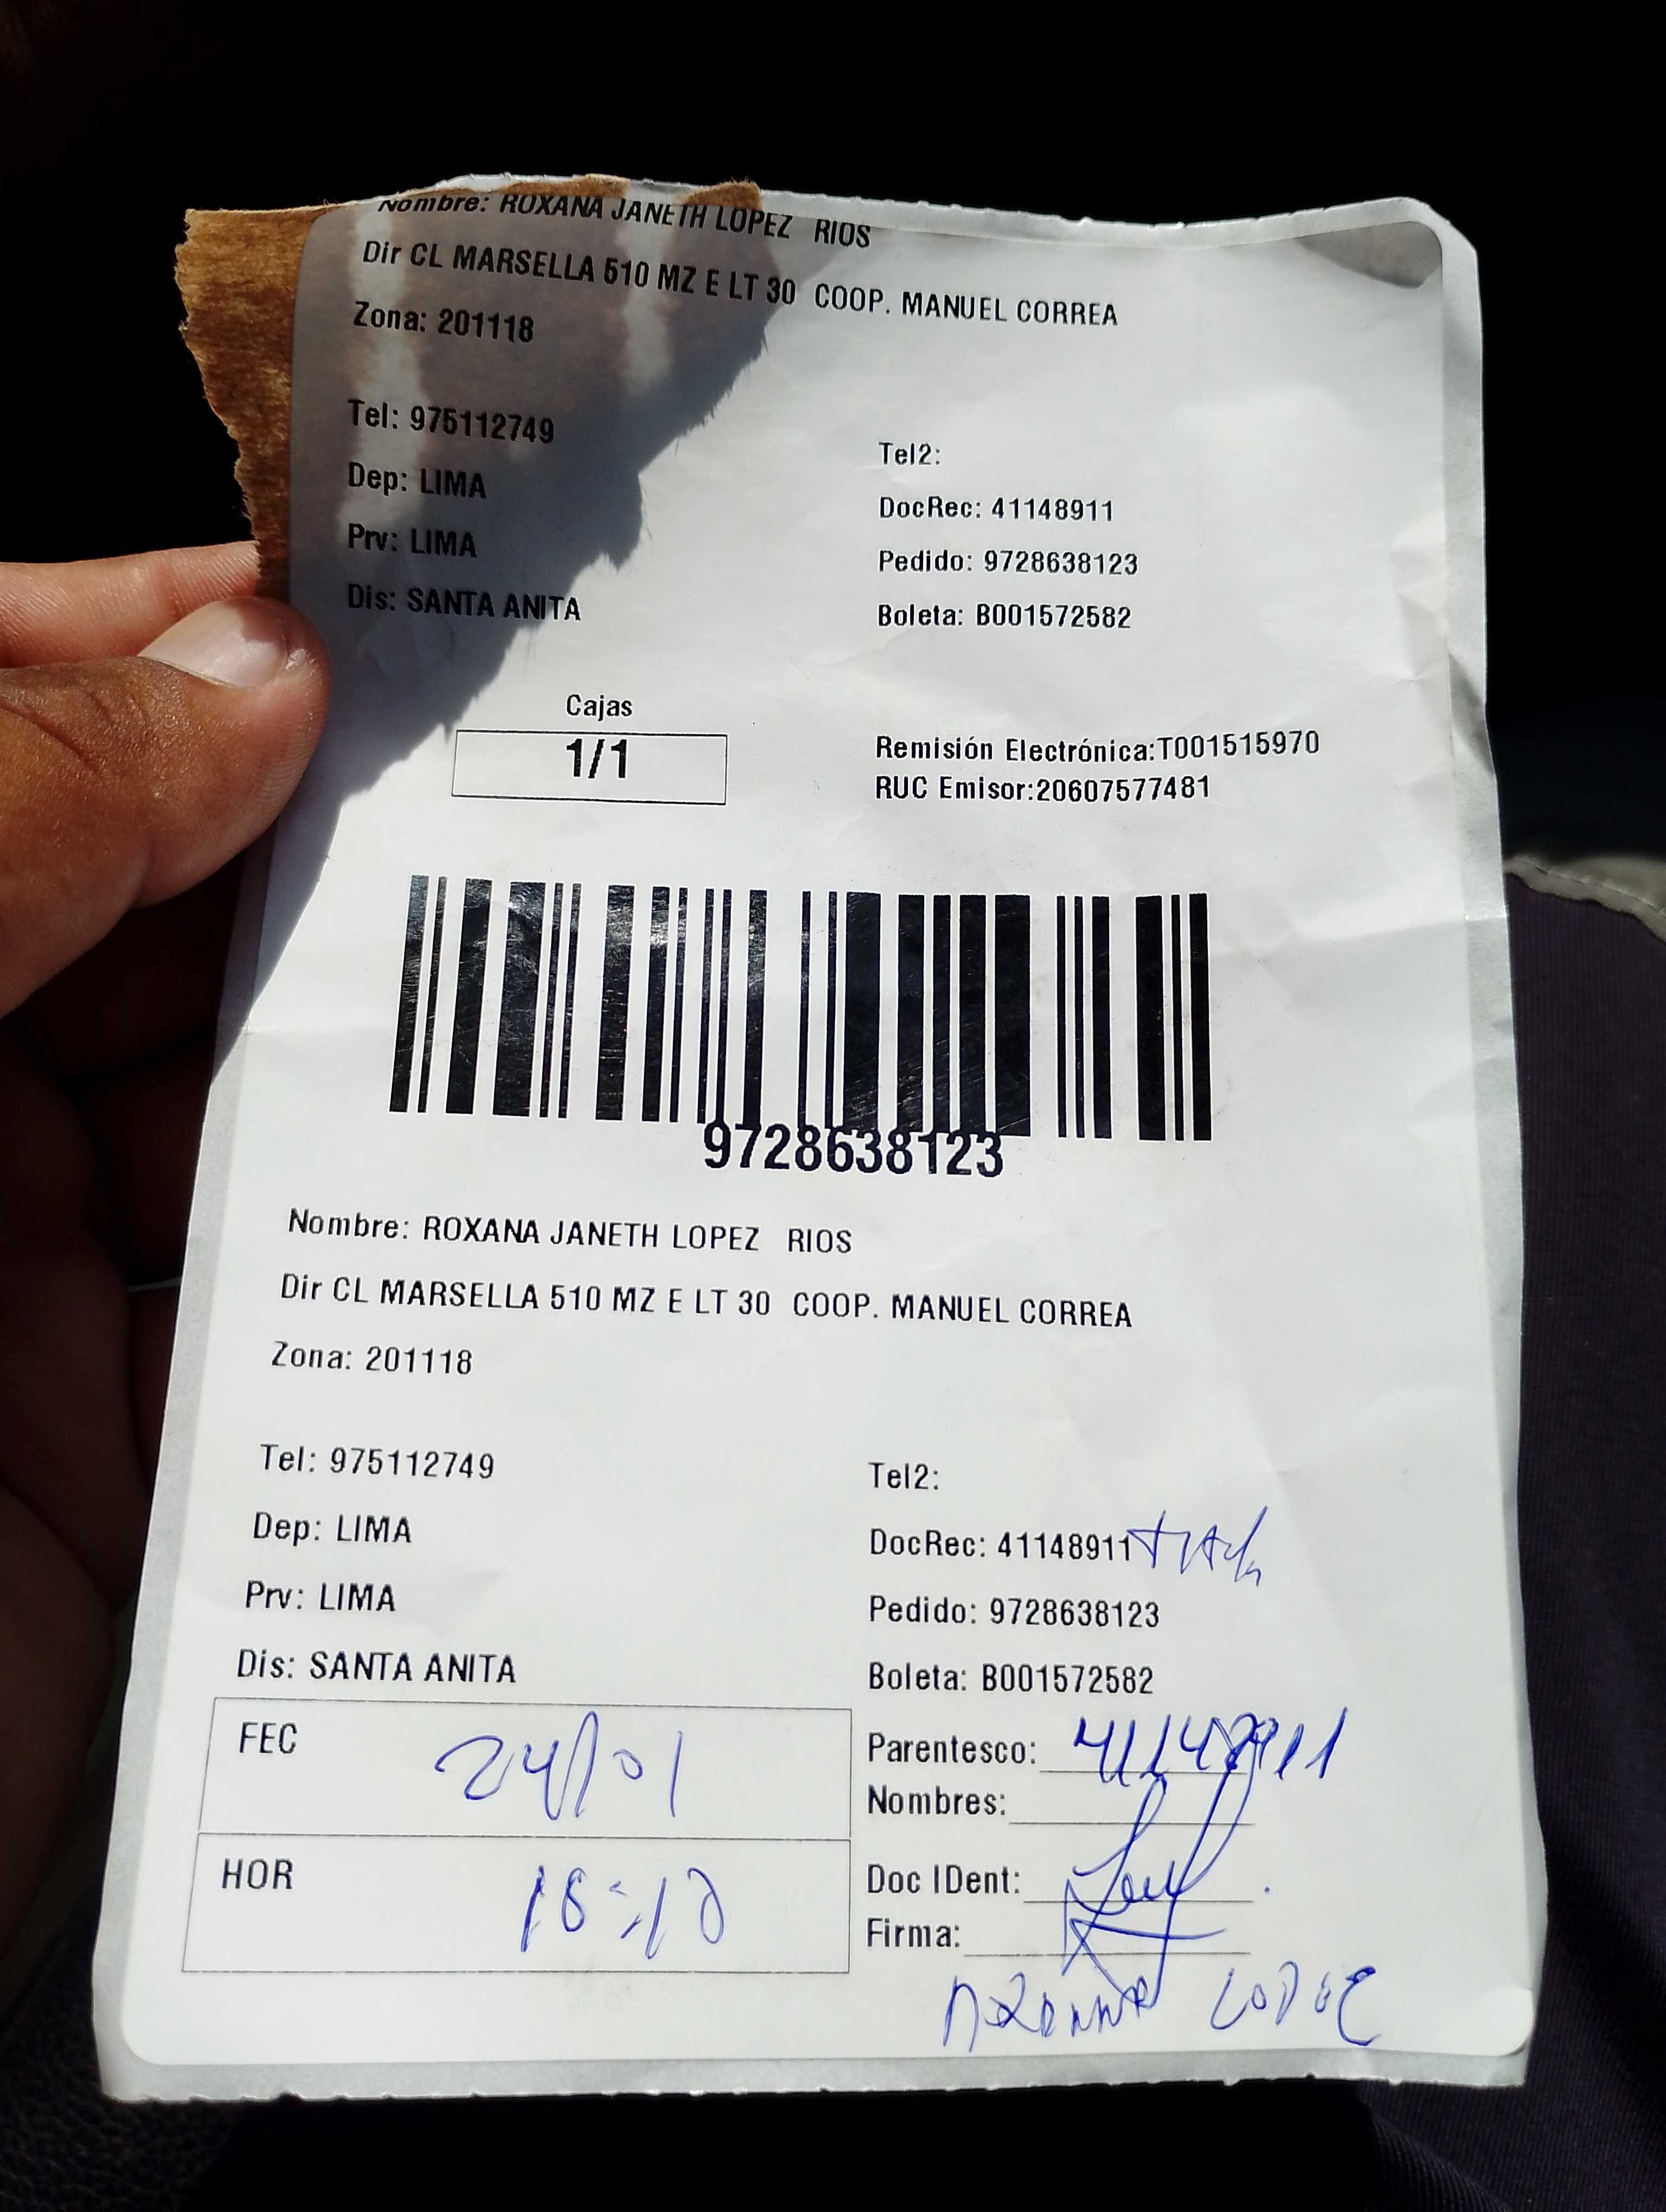 Nombre: ROXANA JANETH LOPEZ RIOS
Dir CL MARSELLA 510 MZ E LT 30 COOP. MANUEL CORREA
Zona: 201118
Tel: 975112749
Tel2:
Dep: LIMA
DocRec: 41148911
Prv: LIMA
Pedido: 9728638123
Dis: SANTA ANITA
Boleta: B001572582
Cajas
1/1
Remisión Electrónica:T001515970
RUC Emisor:20607577481
9728638123
Nombre: ROXANA JANETH LOPEZ RIOS
Dir CL MARSELLA 510 MZ E LT 30 COOP. MANUEL CORREA
Zona: 201118
Tel: 975112749
Tel2:
Dep: LIMA
DocRec: 41148911
Prv: LIMA
Pedido: 9728638123
Dis: SANTA ANITA
Boleta: B001572582
FEC 24/01
Parentesco: 41148911
Nombres:
HOR
Doc IDent:
Firma: